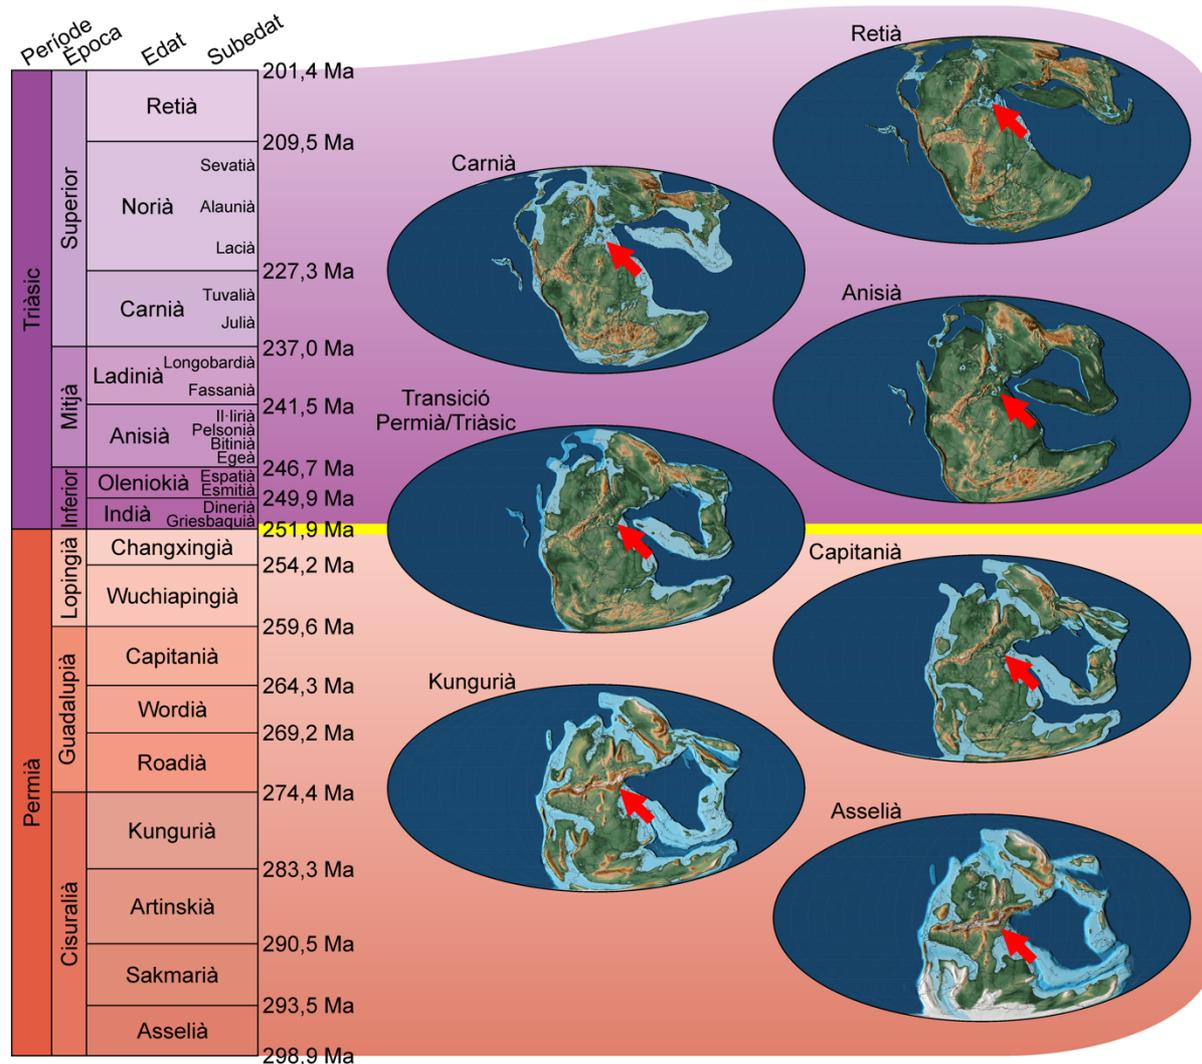 Període
Època
Edat
Subedat
Triàsic
Superior
Retià
Norià
Sevatià
Alaunià
Lacià
Carnià
Tuvalià
Julià
Mitjà
Ladinià
Longobardià
Fassanià
Anisià
Il·lirià
Pelsonià
Bitinià
Egeà
Inferior
Oleniokià
Espatià
Esmitià
Indià
Dinerià
Griesbaquià
Permià
Lopingià
Changxingià
Wuchiapingià
Guadalupià
Capitanià
Wordià
Roadià
Cisuralià
Kungurià
Artinskià
Sakmarià
Asselià
201,4 Ma
209,5 Ma
227,3 Ma
237,0 Ma
241,5 Ma
246,7 Ma
249,9 Ma
251,9 Ma
254,2 Ma
259,6 Ma
264,3 Ma
269,2 Ma
274,4 Ma
283,3 Ma
290,5 Ma
293,5 Ma
298,9 Ma
Retià
Carnià
Anisià
Transició
Permià/Triàsic
Capitanià
Kungurià
Asselià